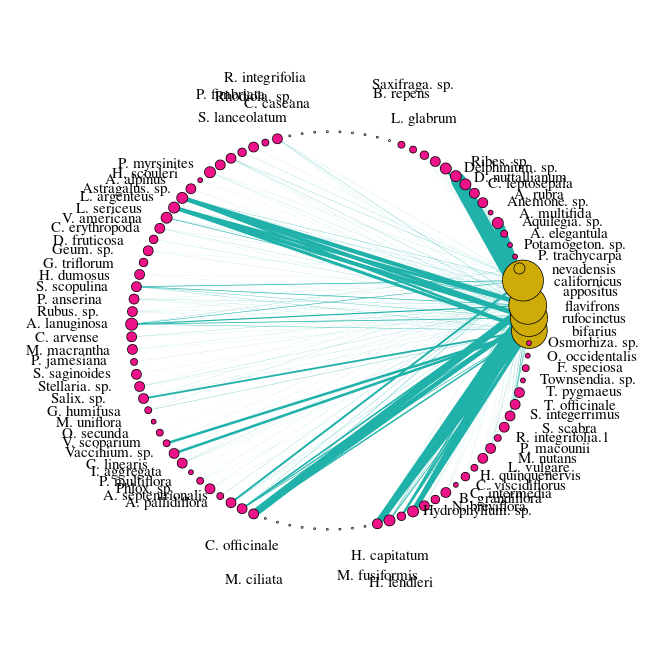 R. integrifolia
P. fimbriata
Rhodiola. sp.
C. caseana
S. lanceolatum
Saxifraga. sp.
B. repens
L. glabrum
P. myrsinites
H. scouleri
A. alpinus
Astragalus. sp.
L. argenteus
L. sericeus
V. americana
C. erythropoda
D. fruticosa
Geum. sp.
G. triflorum
H. dumosus
S. scopulina
P. anserina
Rubus. sp.
A. lanuginosa
C. arvense
M. macrantha
P. jamesiana
S. saginoides
Stellaria. sp.
Salix. sp.
G. humifusa
M. uniflora
O. secunda
V. scoparium
Vaccihium. sp.
G. linearis
I. aggregata
P. multiflora
Phlox. sp.
A. septentrionalis
A. pallidiflora
C. officinale
M. ciliata
Ribes. sp.
Delphinium. sp.
D. nuttallianum
C. leptosepala
A. rubra
Anemone. sp.
A. multifida
Aquilegia. sp.
A. elegantula
Potamogeton. sp.
P. trachycarpa
nevadensis
californicus
appositus
flavifrons
rufocinctus
bifarius
Osmorhiza. sp.
O. occidentalis
F. speciosa
Townsendia. sp.
T. pygmaeus
T. officinale
S. integerrimus
S. scabra
R. integrifolia.1
P. macounii
M. nutans
L. vulgare
H. quinquenervis
C. viscidiflorus
C. intermedia
B. grandiflora
N. breviflora
Hydrophyllum. sp.
H. capitatum
M. fusiformis
H. fendleri